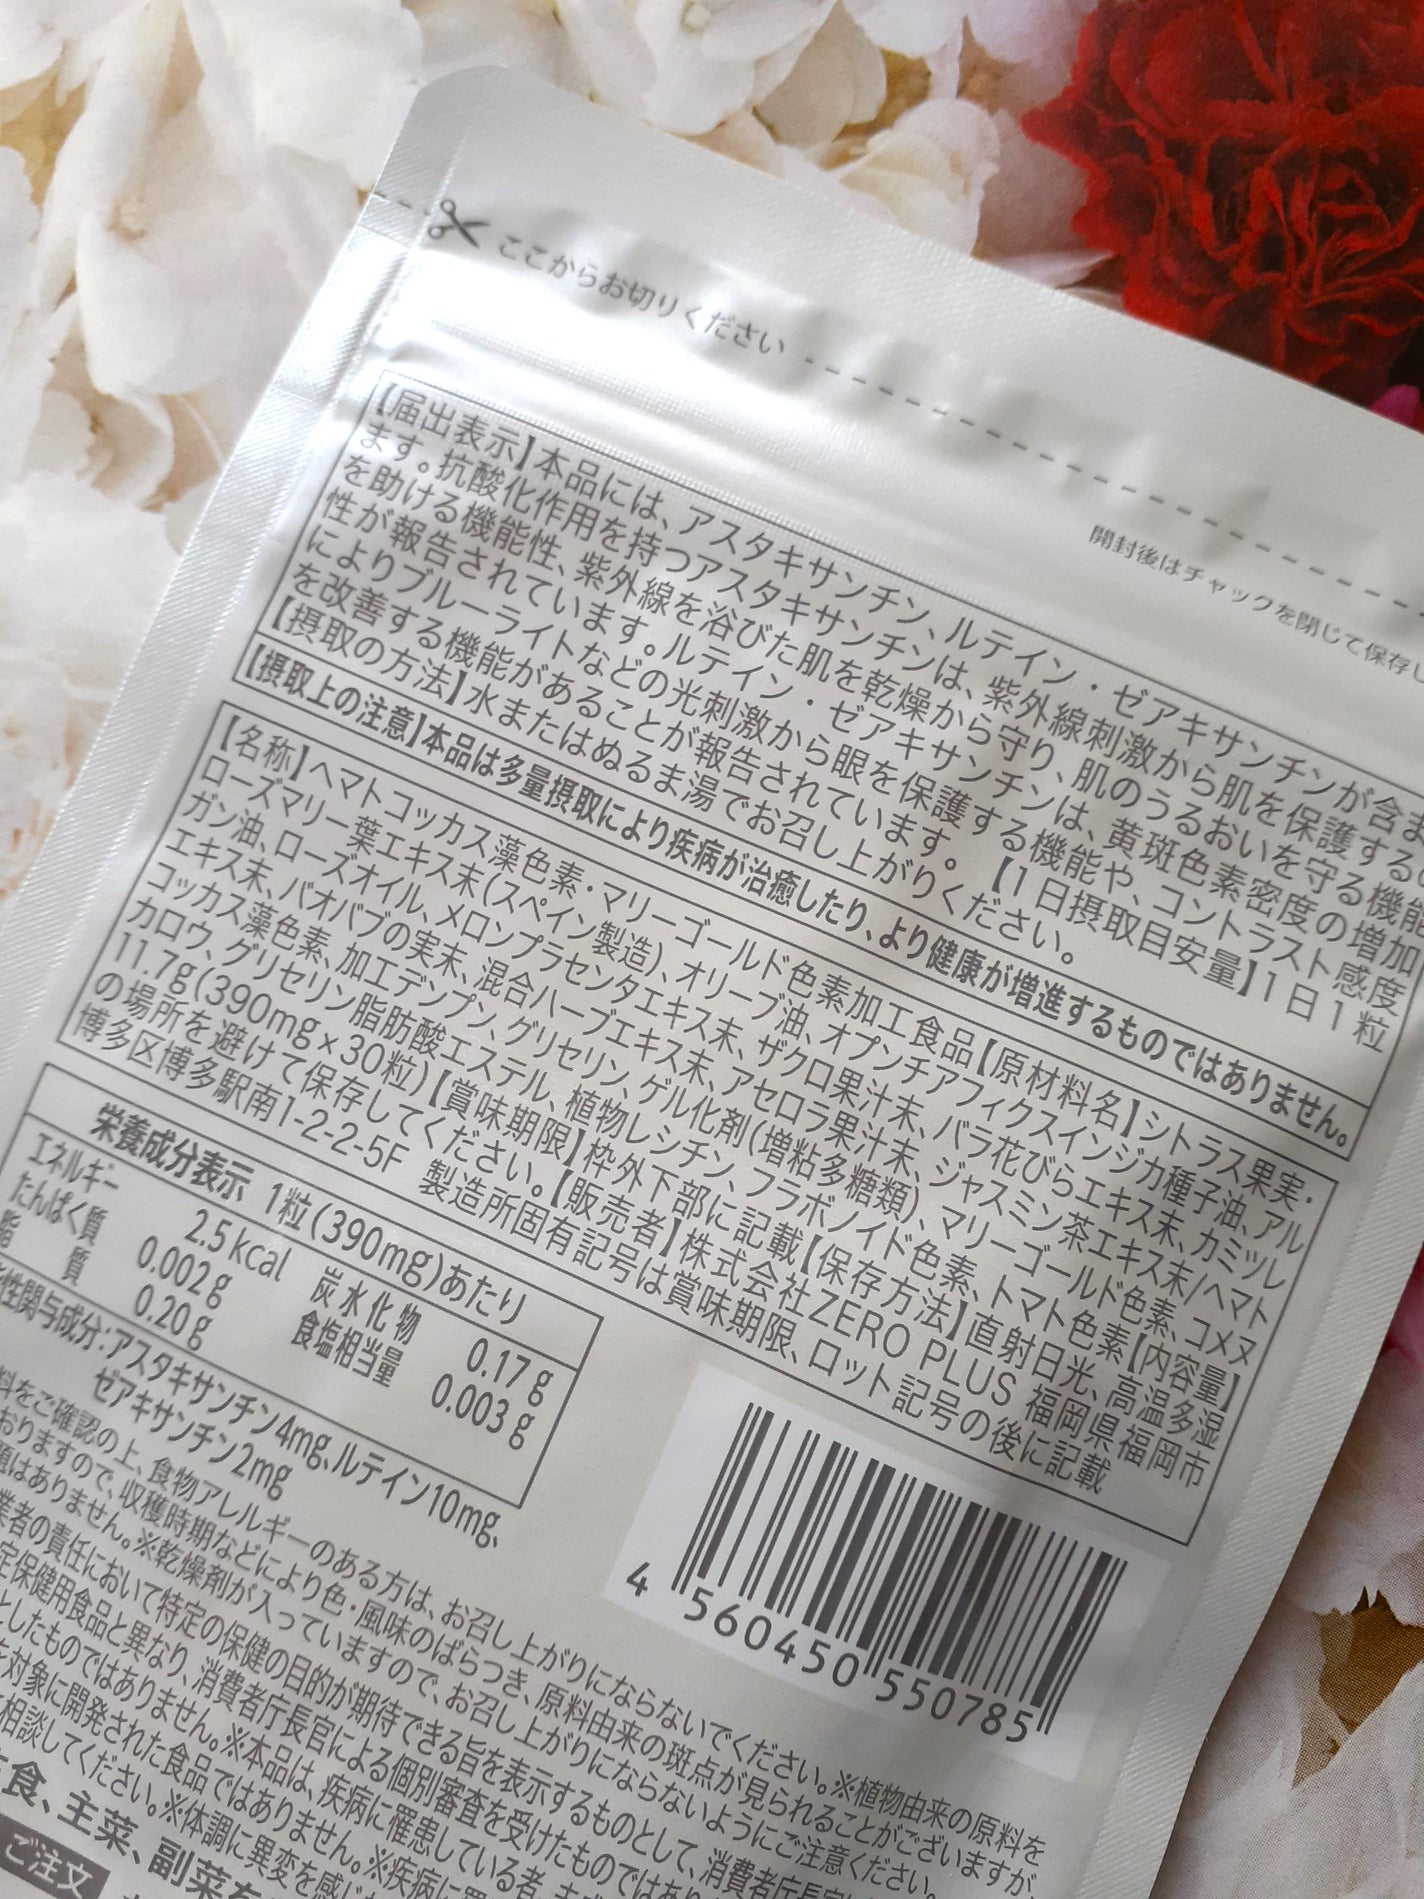 ここからお切りください
開封後はチャックを閉じて保存し
【届出表示】本品には、アスタキサンチン、ルテイン・ゼアキサンチンが含ま
ます。抗酸化作用を持つアスタキサンチンは、紫外線刺激から肌を保護する
を助ける機能性、紫外線を浴びた肌を乾燥から守り、肌のうるおいを守る機能
性が報告されています。ルテイン・ゼアキサンチンは、黄斑色素密度の増加
によりブルーライトなどの光刺激から眼を保護する機能や、コントラスト感度
を改善する機能があることが報告されています。【1日摂取目安量】1日1粒
【摂取の方法】水またはぬるま湯でお召し上がりください。
【摂取上の注意】本品は多量摂取により疾病が治癒したり、より健康が増進するものではありません。
【名称】ヘマトコッカス藻色素・マリーゴールド色素加工食品【原材料名】シトラス果実・
ローズマリー葉エキス末(スペイン製造)、オリーブ油、オプンチアフィクスインジカ種子油、アル
ガン油、ローズオイル、メロンプラセンタエキス末、ザクロ果汁末、バラ花びらエキス末、カミツレ
エキス末、バオバブの実末、混合ハーブエキス末、アセロラ果汁末、ジャスミン茶エキス末/ヘマト
コッカス藻色素、加工デンプン、グリセリン、ゲル化剤(増粘多糖類)、マリーゴールド色素、コメヌ
カロウ、グリセリン脂肪酸エステル、植物レシチン、フラボノイド色素、トマト色素【内容量】
11.7g(390mg×30粒)【賞味期限】枠外下部に記載【保存方法】直射日光、高温多湿
の場所を避けて保存してください。【販売者】株式会社ZERO PLUS 福岡県福岡市
博多区博多駅南1-2-2-5F 製造所固有記号は賞味期限、ロット記号の後に記載
栄養成分表示 1粒(390mg)あたり
エネルギー 2.5kcal 炭水化物 0.17g
たんぱく質 0.002g 食塩相当量 0.003g
脂質 0.20g
性関与成分:アスタキサンチン4mg、ルテイン10mg、
ゼアキサンチン2mg
4 560450 550785
料をご確認の上、食物アレルギーのある方は、お召し上がりにならないでください。※植物由来の原料を
おりますので、収穫時期などにより色・風味のばらつき、原料由来の斑点が見られることがございますが、
題はありません。※乾燥剤が入っていますので、お召し上がりにならないようにご注意ください。
業者の責任において特定の保健の目的が期待できる旨を表示するものとして、消費者庁長官
定保健用食品と異なり、消費者庁長官による個別審査を受けたものではあり
としたものではありません。※本品は、疾病に罹患している者、
対象に開発された食品ではありません。※疾病に
相談してください。※体調に異変を感じ
食、主菜、副菜を
ご注文